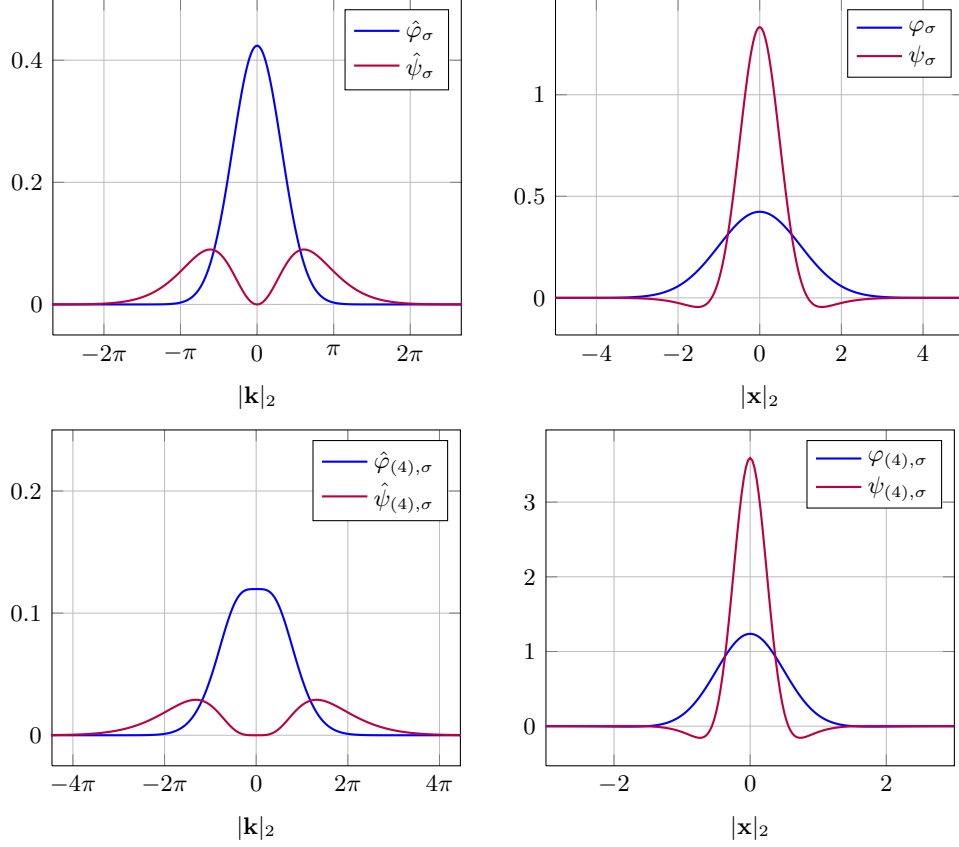 φ̂_σ
ψ̂_σ
0.4
0.2
0
−2π −π 0 π 2π
|k|₂
φ_σ
ψ_σ
1
0.5
0
−4 −2 0 2 4
|x|₂
φ̂_(4),σ
ψ̂_(4),σ
0.2
0.1
0
−4π −2π 0 2π 4π
|k|₂
φ_(4),σ
ψ_(4),σ
3
2
1
0
−2 0 2
|x|₂